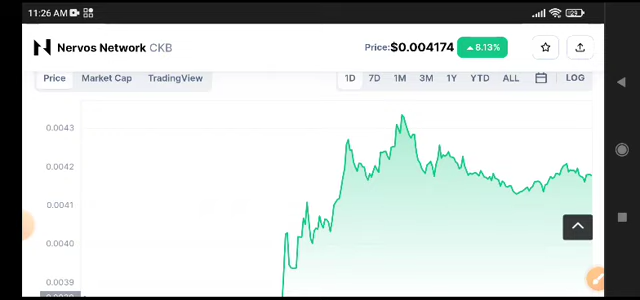 11:26 AM
Nervos Network CKB
Price: $0.004174 8.13%
Price Market Cap TradingView 1D 7D 1M 3M 1Y YTD ALL LOG
0.0043
0.0042
0.0041
0.0040
0.0039